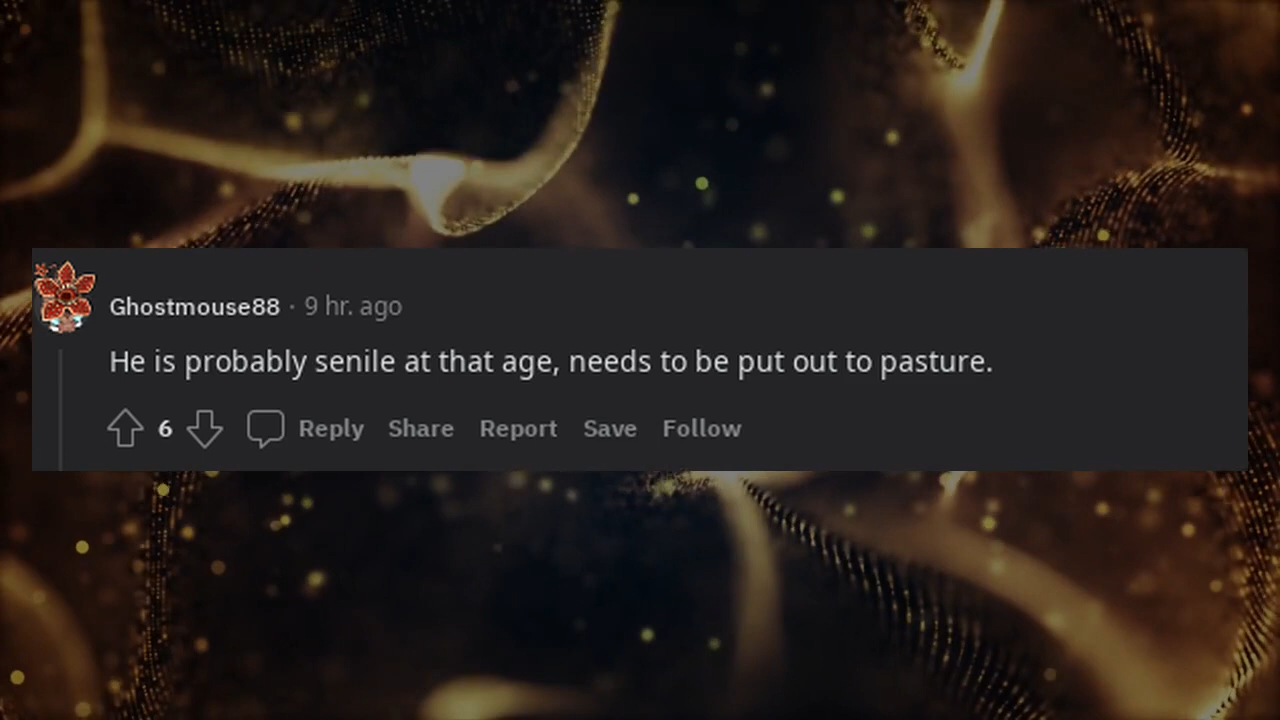 Ghostmouse88 · 9 hr. ago
He is probably senile at that age, needs to be put out to pasture.
6 Reply Share Report Save Follow